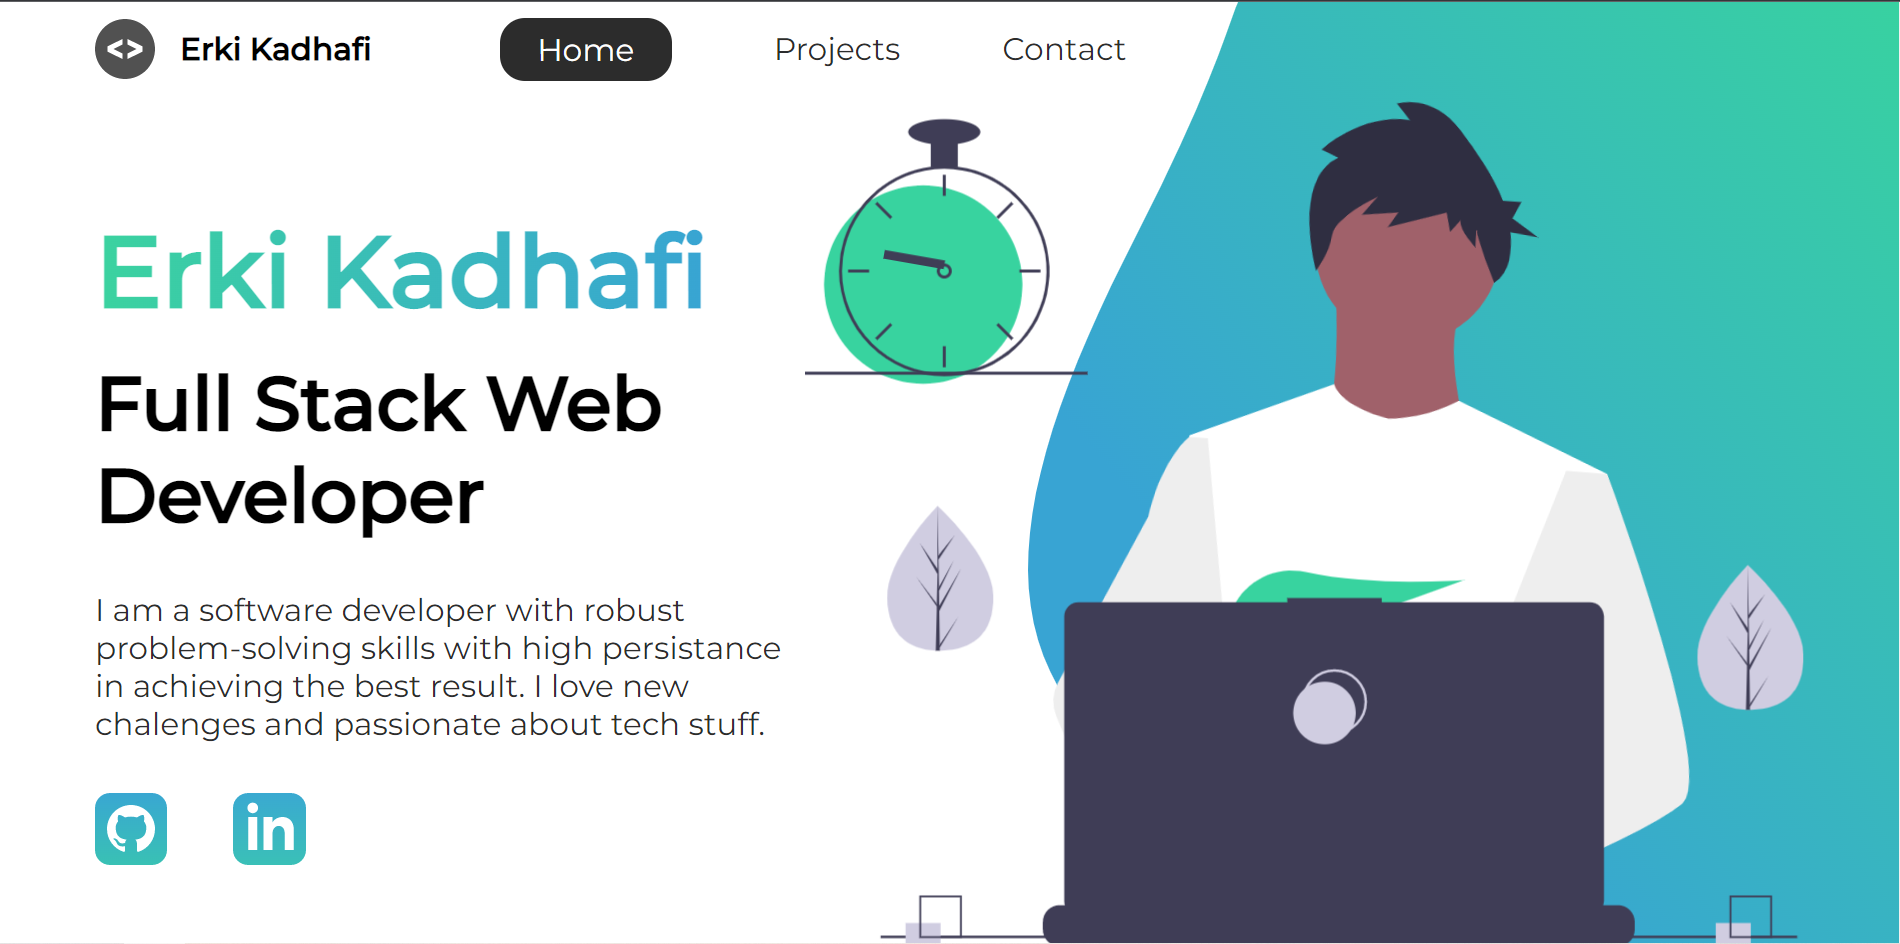 <> Erki Kadhafi Home Projects Contact
Erki Kadhafi
Full Stack Web
Developer
I am a software developer with robust
problem-solving skills with high persistance
in achieving the best result. I love new
chalenges and passionate about tech stuff.
in